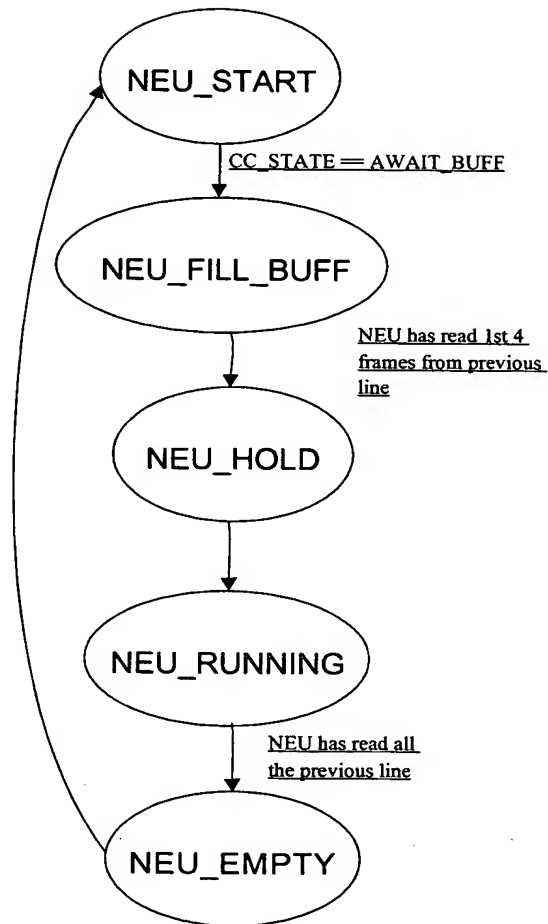 NEU_START
CC_STATE == AWAIT_BUFF
NEU_FILL_BUFF
NEU has read 1st 4
frames from previous
line
NEU_HOLD
NEU_RUNNING
NEU has read all
the previous line
NEU_EMPTY